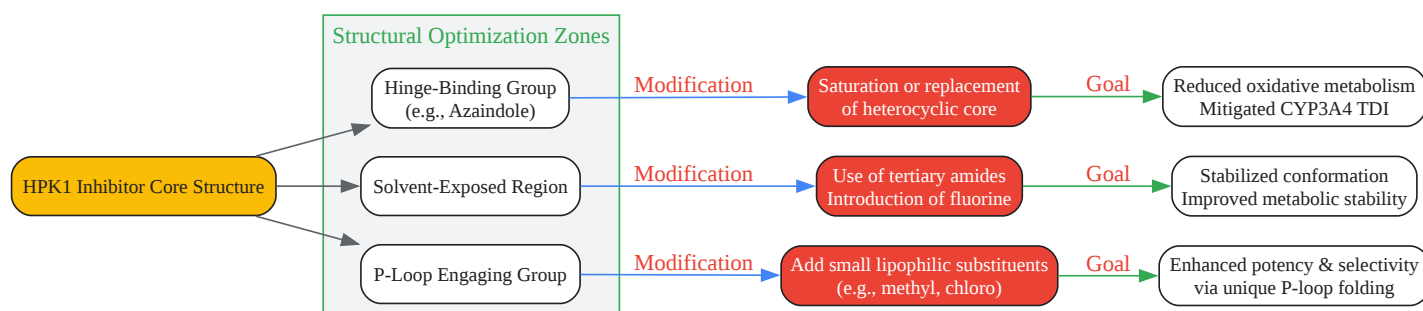 Structural Optimization Zones
HPK1 Inhibitor Core Structure
Hinge-Binding Group
(e.g., Azaindole)
Modification
Saturation or replacement
of heterocyclic core
Goal
Reduced oxidative metabolism
Mitigated CYP3A4 TDI
Solvent-Exposed Region
Modification
Use of tertiary amides
Introduction of fluorine
Goal
Stabilized conformation
Improved metabolic stability
P-Loop Engaging Group
Modification
Add small lipophilic substituents
(e.g., methyl, chloro)
Goal
Enhanced potency & selectivity
via unique P-loop folding